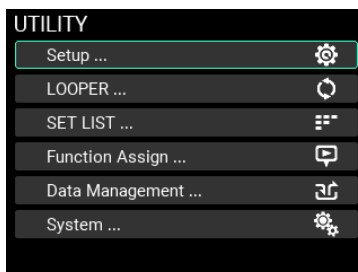 UTILITY
Setup ...
LOOPER ...
SET LIST ...
Function Assign ...
Data Management ...
System ...